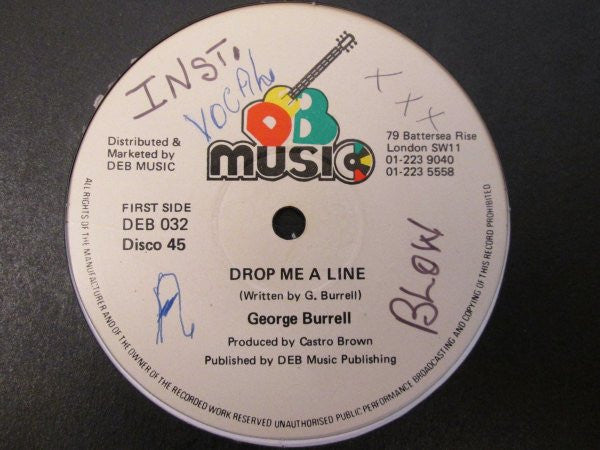 INST.
VOCAL
x x x
DB
MUSIC
Distributed &
Marketed by
DEB MUSIC
79 Battersea Rise
London SW11
01-223 9040
01-223 5558
FIRST SIDE
DEB 032
Disco 45
DROP ME A LINE
(Written by G. Burrell)
George Burrell
Produced by Castro Brown
Published by DEB Music Publishing
A
BLOW
ALL RIGHTS OF THE MANUFACTURER AND OF THE OWNER OF THE RECORDED WORK RESERVED UNAUTHORISED PUBLIC PERFORMANCE BROADCASTING AND COPYING OF THIS RECORD PROHIBITED